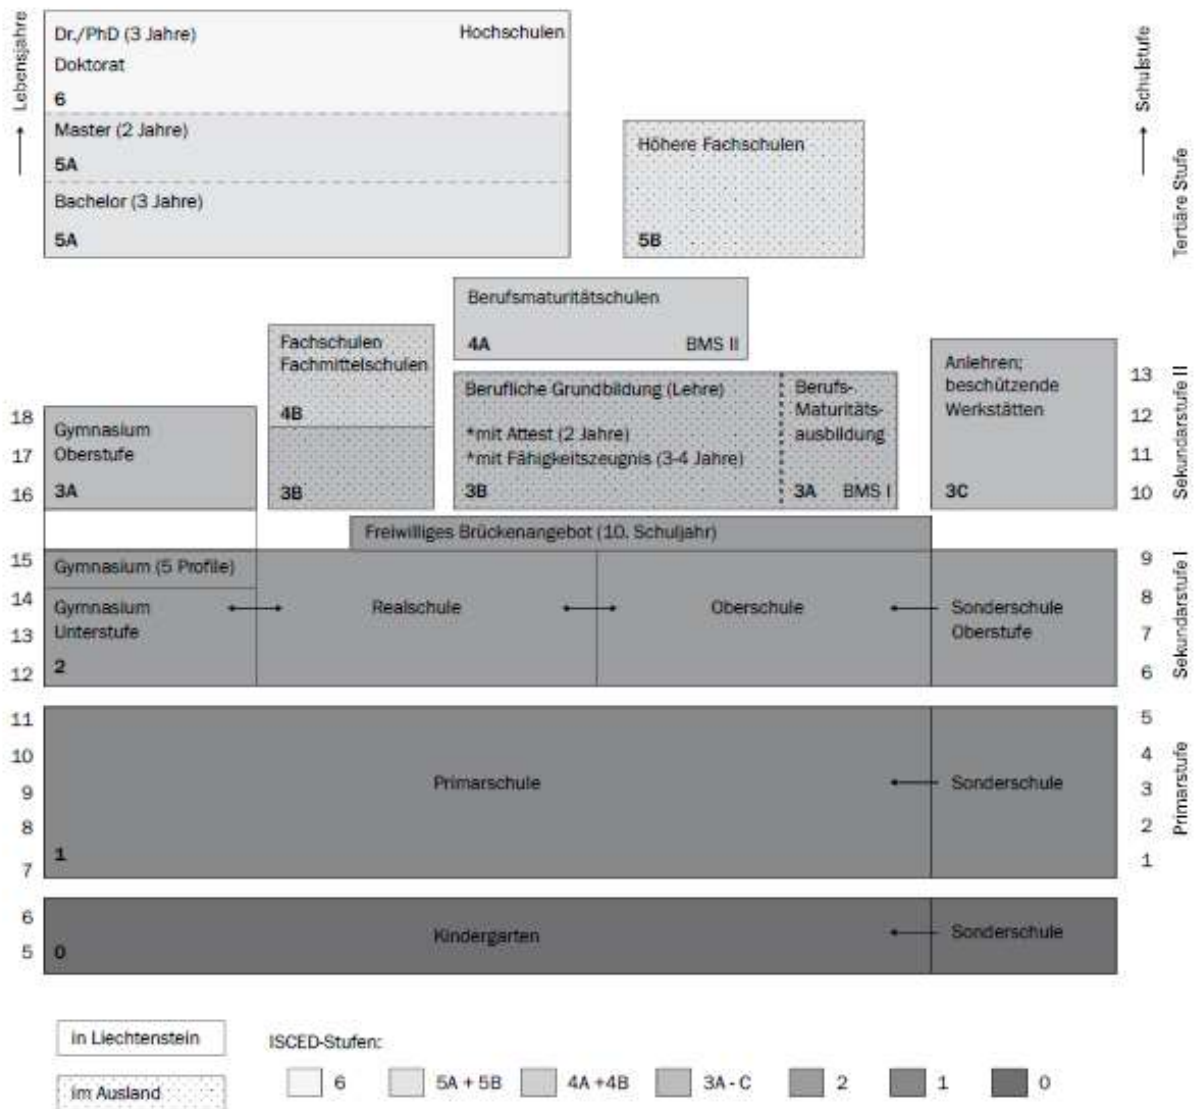 Lebensjahre
Dr./PhD (3 Jahre)
Hochschulen
Doktorat
6
Master (2 Jahre)
5A
Bachelor (3 Jahre)
5A
Höhere Fachschulen
5B
Schulstufe
Tertiäre Stufe
Berufsmaturitätschulen
4A
BMS II
Fachschulen
Fachmittelschulen
4B
3B
Berufliche Grundbildung (Lehre)
*mit Attest (2 Jahre)
*mit Fähigkeitszeugnis (3-4 Jahre)
3B
Berufs-
Maturitäts-
ausbildung
3A BMS I
Anlehren;
beschützende
Werkstätten
3C
13
12
11
10
Sekundarstufe II
18
17
16
Gymnasium
Oberstufe
3A
Freiwilliges Brückenangebot (10. Schuljahr)
15
14
13
12
Gymnasium (5 Profile)
Gymnasium
Unterstufe
2
Realschule
Oberschule
Sonderschule
Oberstufe
9
8
7
6
Sekundarstufe I
11
10
9
8
7
Primarschule
1
Sonderschule
5
4
3
2
1
Primarstufe
6
5
0
Kindergarten
Sonderschule
in Liechtenstein
im Ausland
ISCED-Stufen:
6
5A + 5B
4A +4B
3A - C
2
1
0